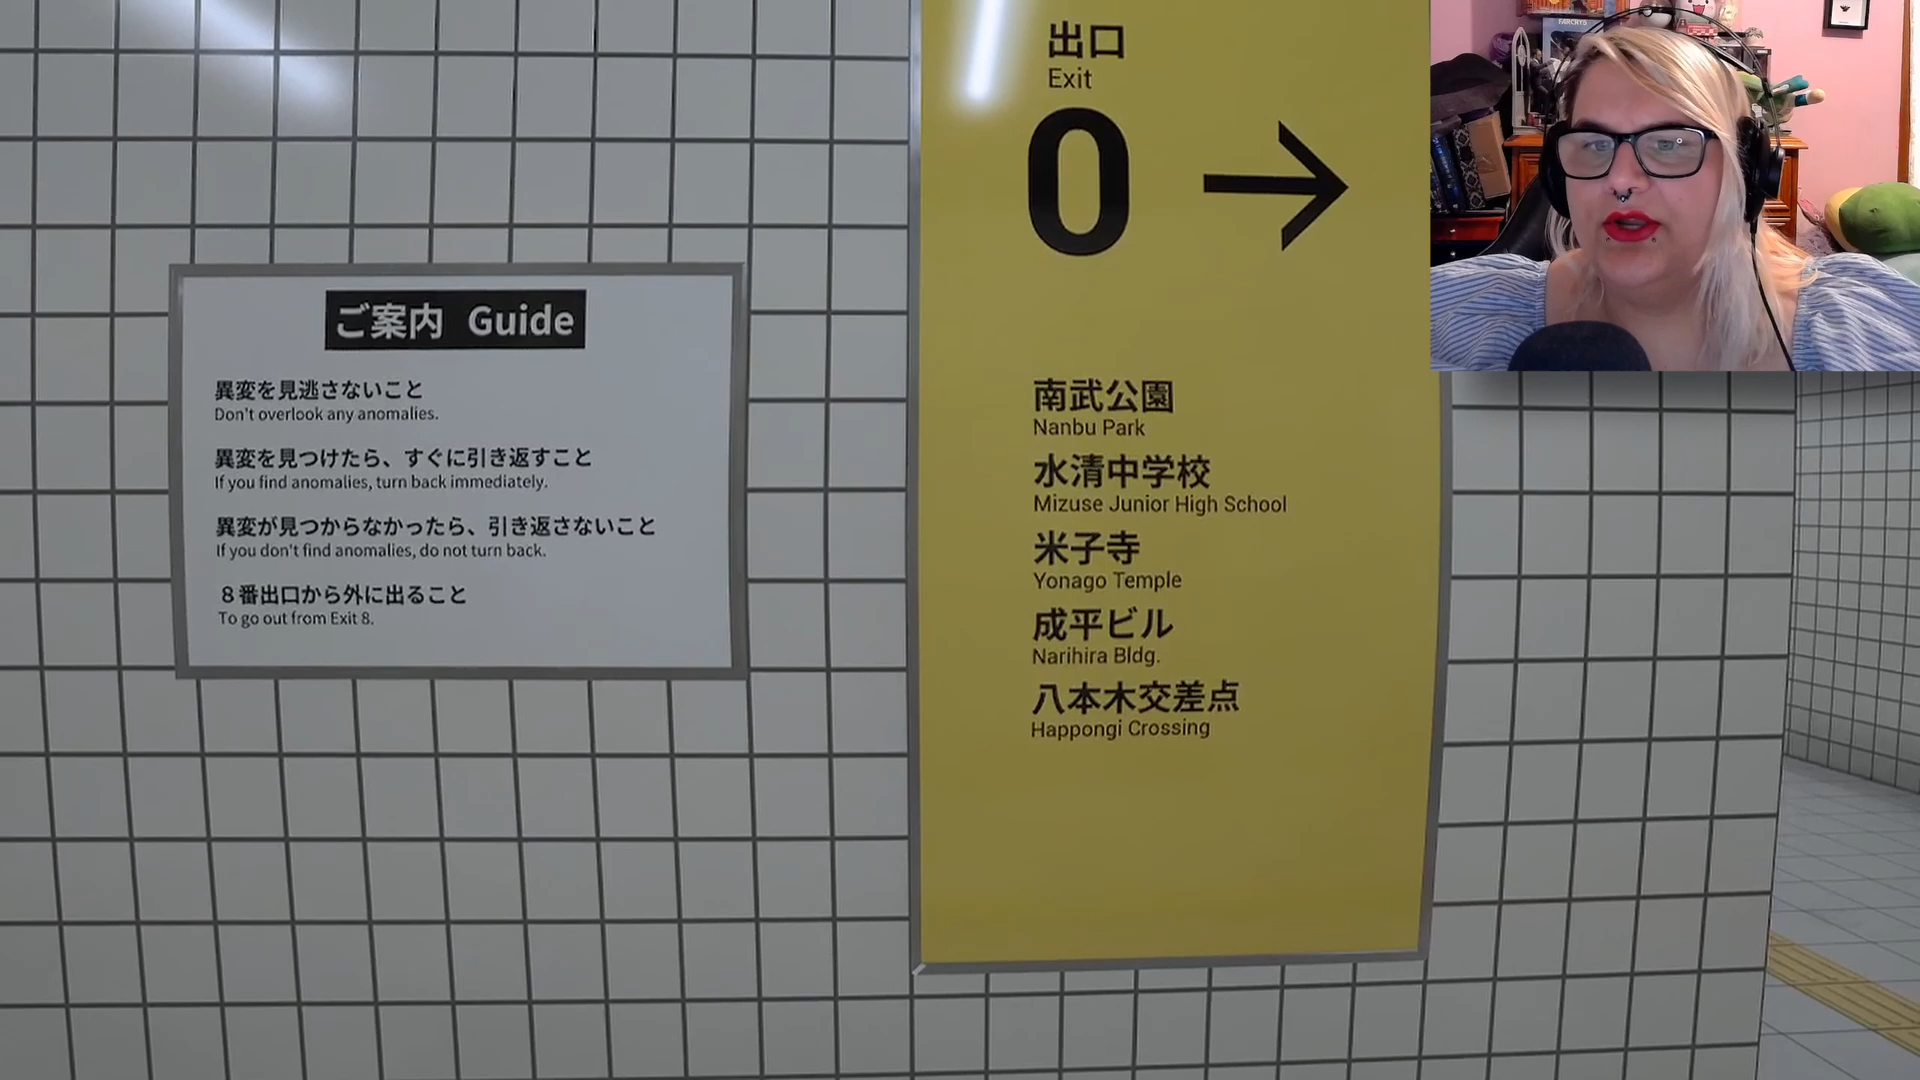 ご案内 Guide
異変を見逃さないこと
Don't overlook any anomalies.
異変を見つけたら、すぐに引き返すこと
If you find anomalies, turn back immediately.
異変が見つからなかったら、引き返さないこと
If you don't find anomalies, do not turn back.
８番出口から外に出ること
To go out from Exit 8.
出口
Exit
0 →
南武公園
Nanbu Park
水清中学校
Mizuse Junior High School
米子寺
Yonago Temple
成平ビル
Narihira Bldg.
八本木交差点
Happongi Crossing
FARCRY5